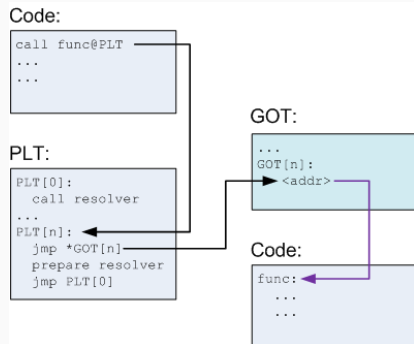 Code:
call func@PLT
...
...
PLT:
PLT[0]:
call resolver
...
PLT[n]:
jmp *GOT[n]
prepare resolver
jmp PLT[0]
GOT:
...
GOT[n]:
<addr>
Code:
func:
...
...